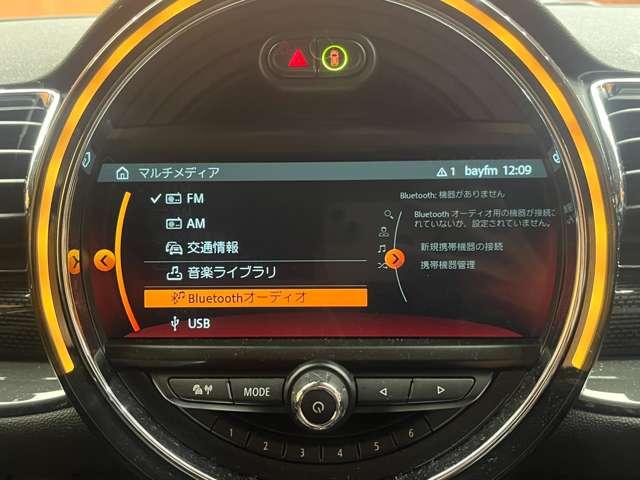 マルチメディア 1 bayfm 12:09
FM
AM
交通情報
音楽ライブラリ
Bluetoothオーディオ
USB
Bluetooth: 機器がありません
Bluetooth オーディオ用の機器が接続さ
れていないか、設定されていません。
新規携帯機器の接続
携帯機器管理
MODE
1 2 3 4 5 6